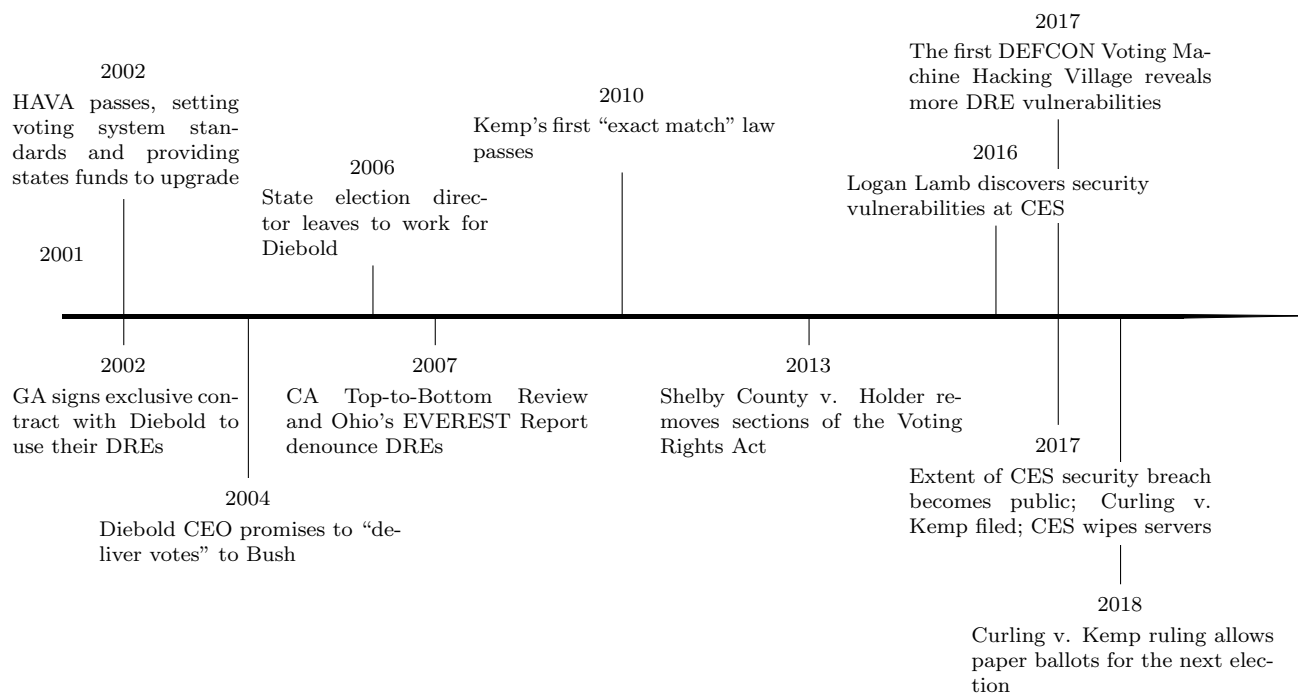 2017
The first DEFCON Voting Ma-
chine Hacking Village reveals
more DRE vulnerabilities
2002
HAVA passes, setting
voting system stan-
dards and providing
states funds to upgrade
2010
Kemp's first “exact match” law
passes
2016
Logan Lamb discovers security
vulnerabilities at CES
2006
State election direc-
tor leaves to work for
Diebold
2001
2002
GA signs exclusive con-
tract with Diebold to
use their DREs
2007
CA Top-to-Bottom Review
and Ohio's EVEREST Report
denounce DREs
2013
Shelby County v. Holder re-
moves sections of the Voting
Rights Act
2017
Extent of CES security breach
becomes public; Curling v.
Kemp filed; CES wipes servers
2004
Diebold CEO promises to “de-
liver votes” to Bush
2018
Curling v. Kemp ruling allows
paper ballots for the next elec-
tion